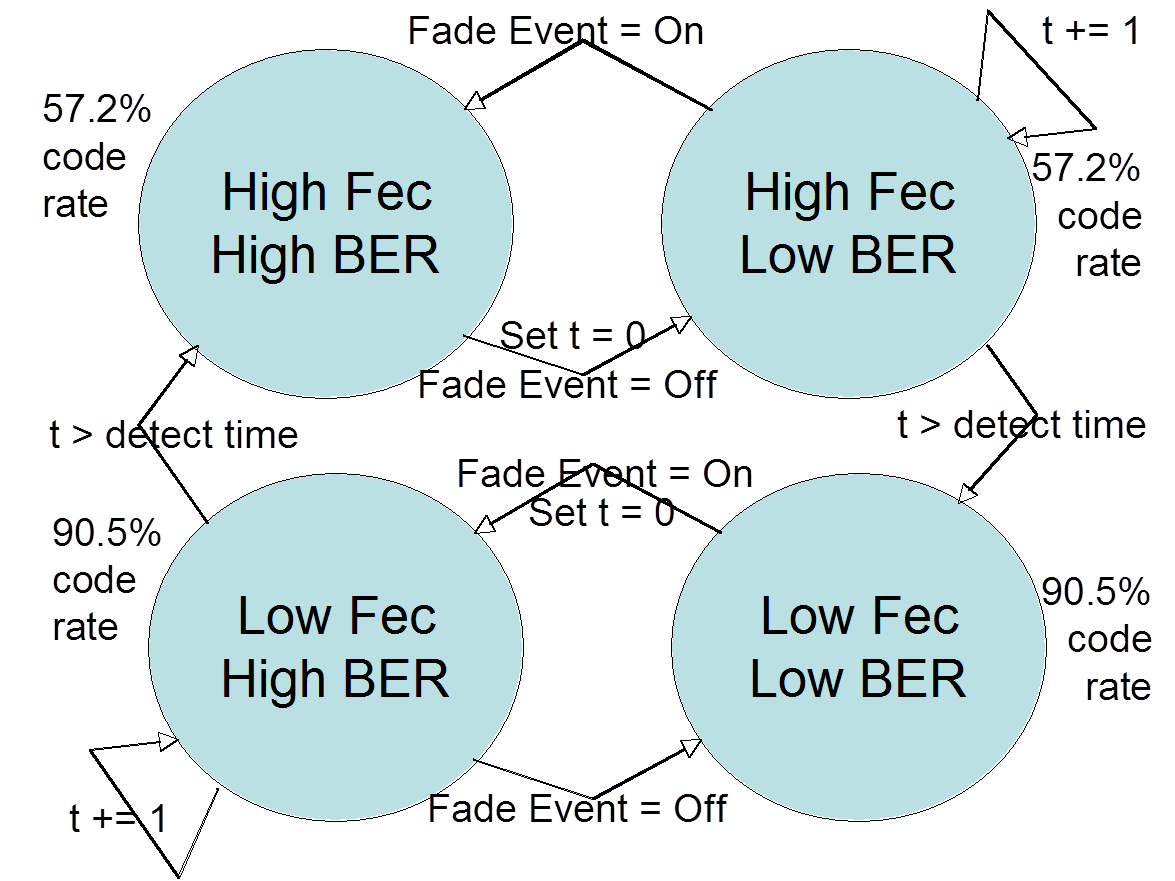 Fade Event = On
t += 1
57.2%
code
rate
High Fec
High BER
High Fec
Low BER
57.2%
code
rate
Set t = 0
Fade Event = Off
t > detect time
t > detect time
Fade Event = On
Set t = 0
90.5%
code
rate
Low Fec
High BER
Low Fec
Low BER
90.5%
code
rate
t += 1
Fade Event = Off